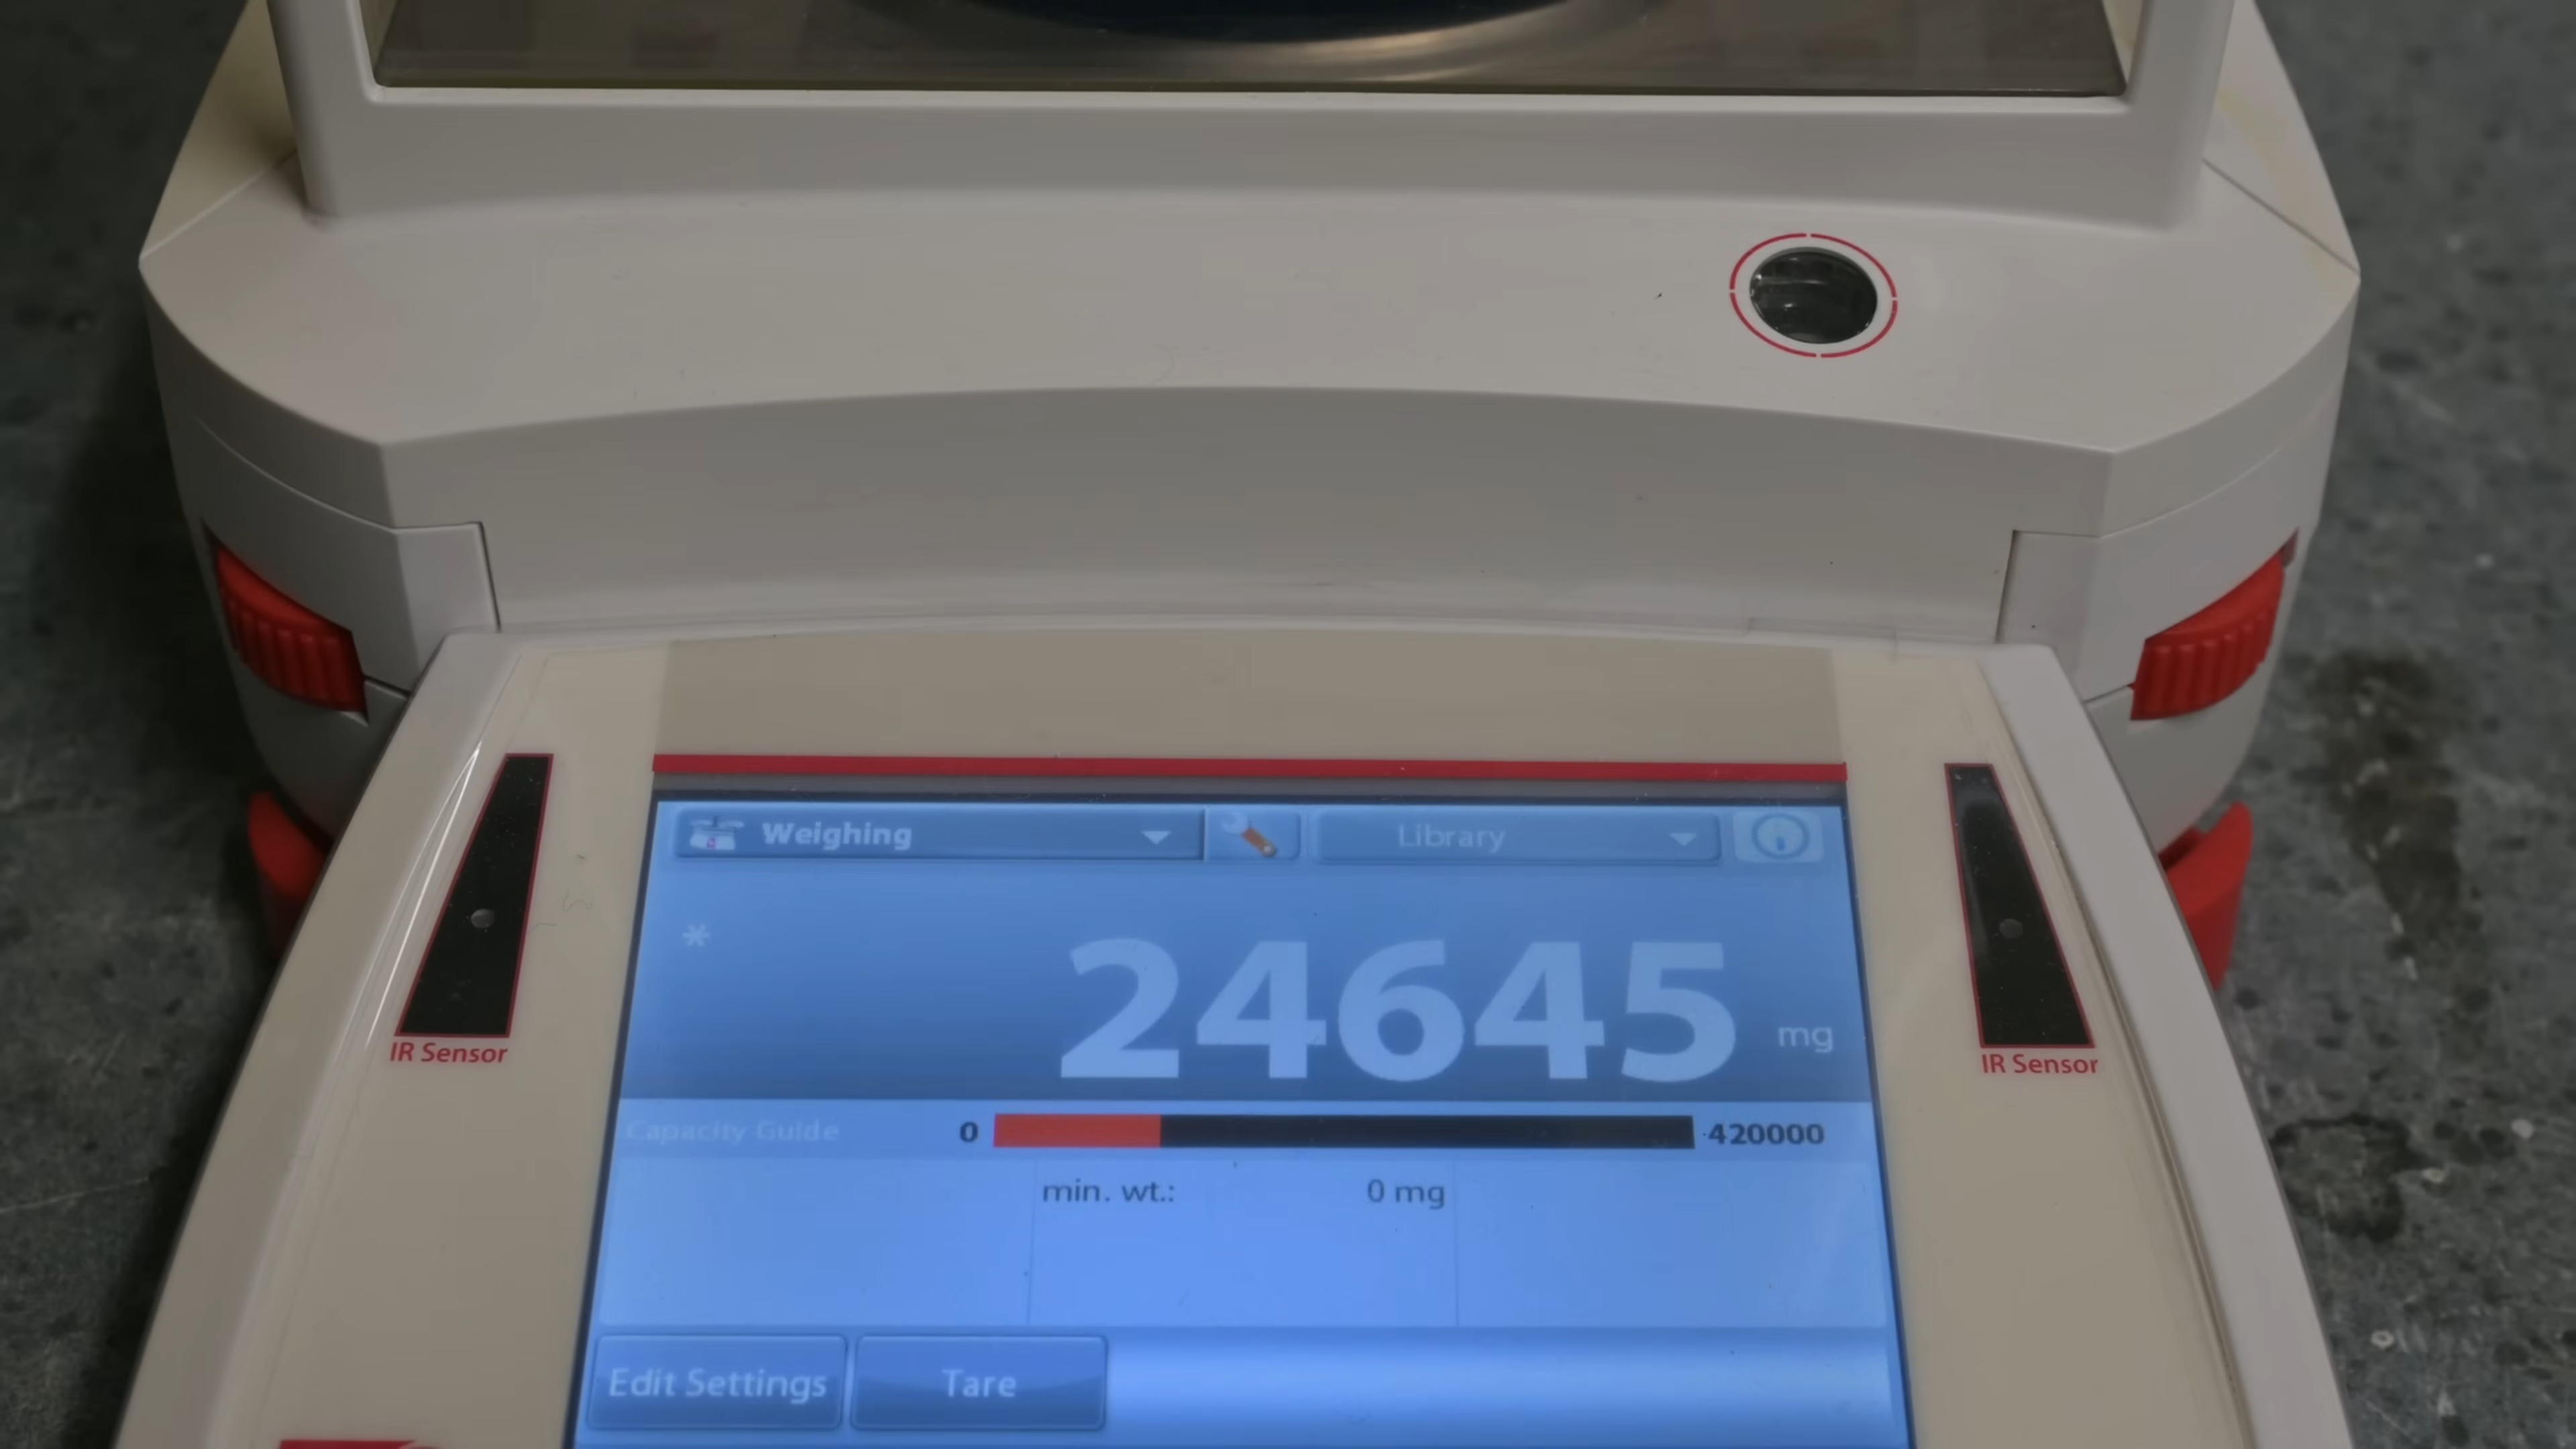 Weighing
Library
*
24645 mg
IR Sensor
IR Sensor
Capacity Guide 0 420000
min. wt.: 0 mg
Edit Settings
Tare